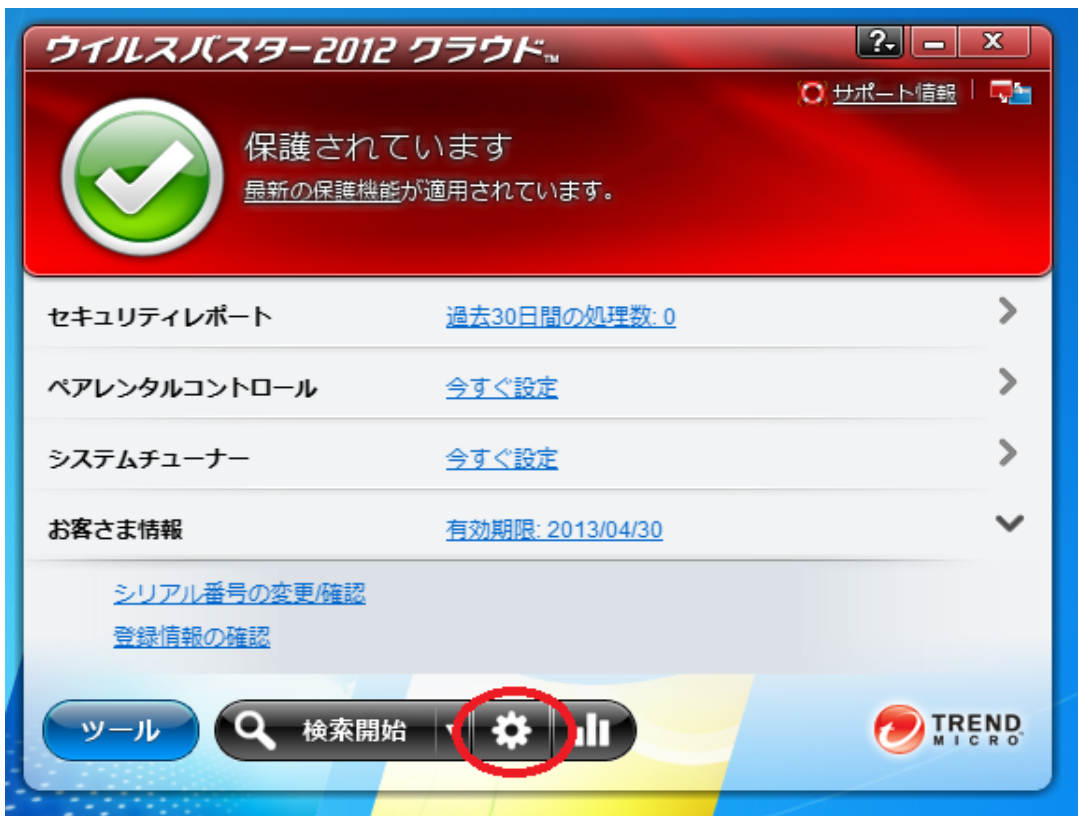 ウイルスバスター2012 クラウド™
サポート情報
保護されています
最新の保護機能が適用されています。
セキュリティレポート 過去30日間の処理数: 0
ペアレンタルコントロール 今すぐ設定
システムチューナー 今すぐ設定
お客さま情報 有効期限: 2013/04/30
シリアル番号の変更/確認
登録情報の確認
ツール 検索開始 TREND
MICRO